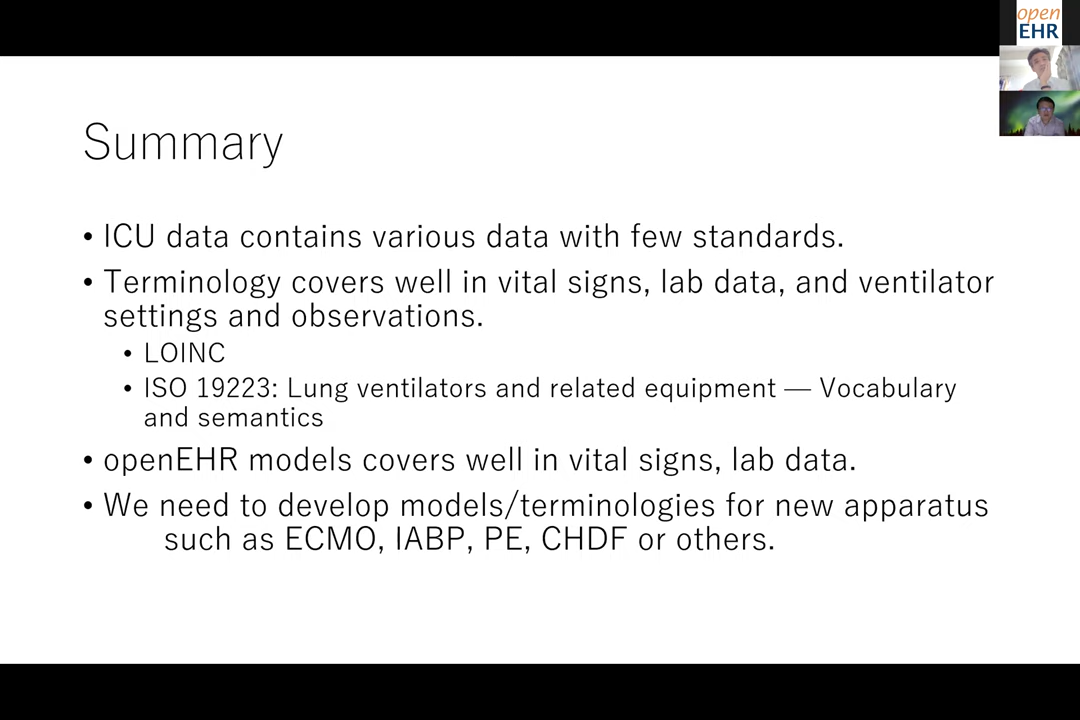 open
EHR
Summary
• ICU data contains various data with few standards.
• Terminology covers well in vital signs, lab data, and ventilator
settings and observations.
• LOINC
• ISO 19223: Lung ventilators and related equipment — Vocabulary
and semantics
• openEHR models covers well in vital signs, lab data.
• We need to develop models/terminologies for new apparatus
such as ECMO, IABP, PE, CHDF or others.